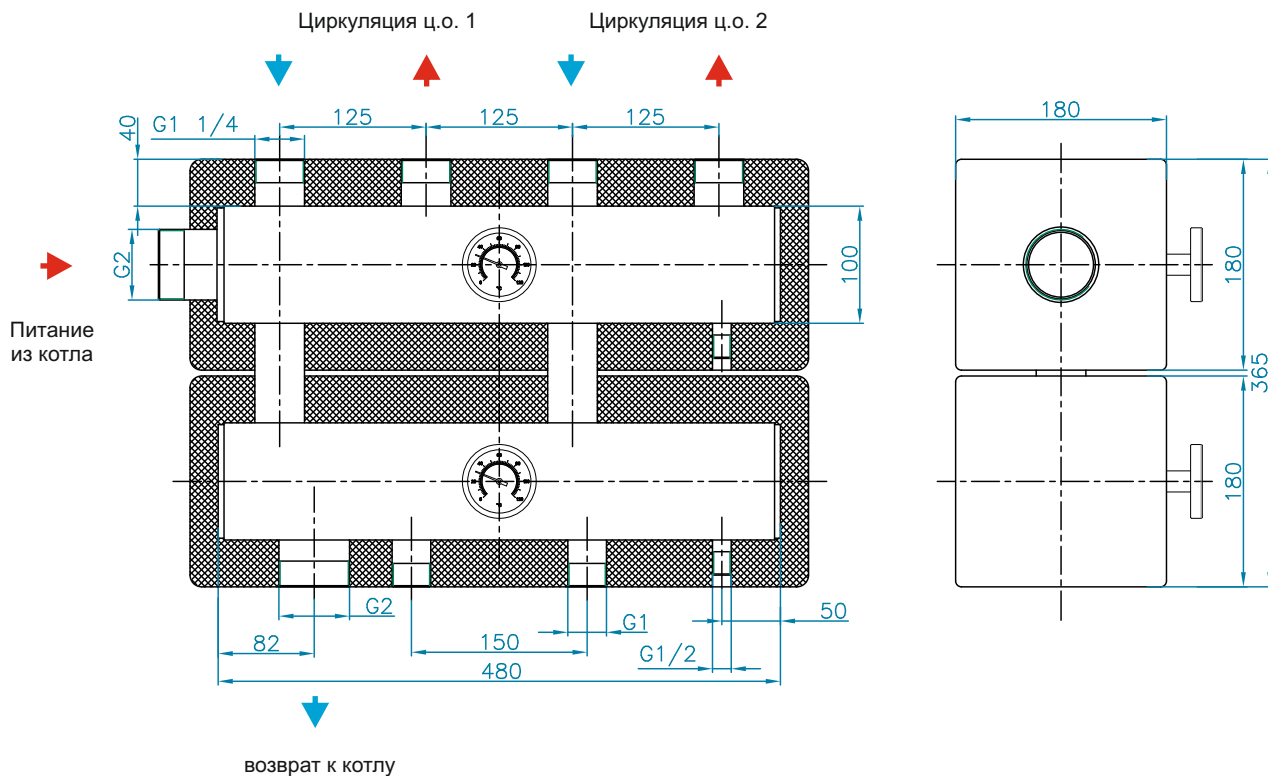 Циркуляция ц.о. 1
Циркуляция ц.о. 2
40
G1 1/4
125
125
125
180
G2
100
180
365
Питание
из котла
180
G2
G1
50
82
150
G1/2
480
возврат к котлу